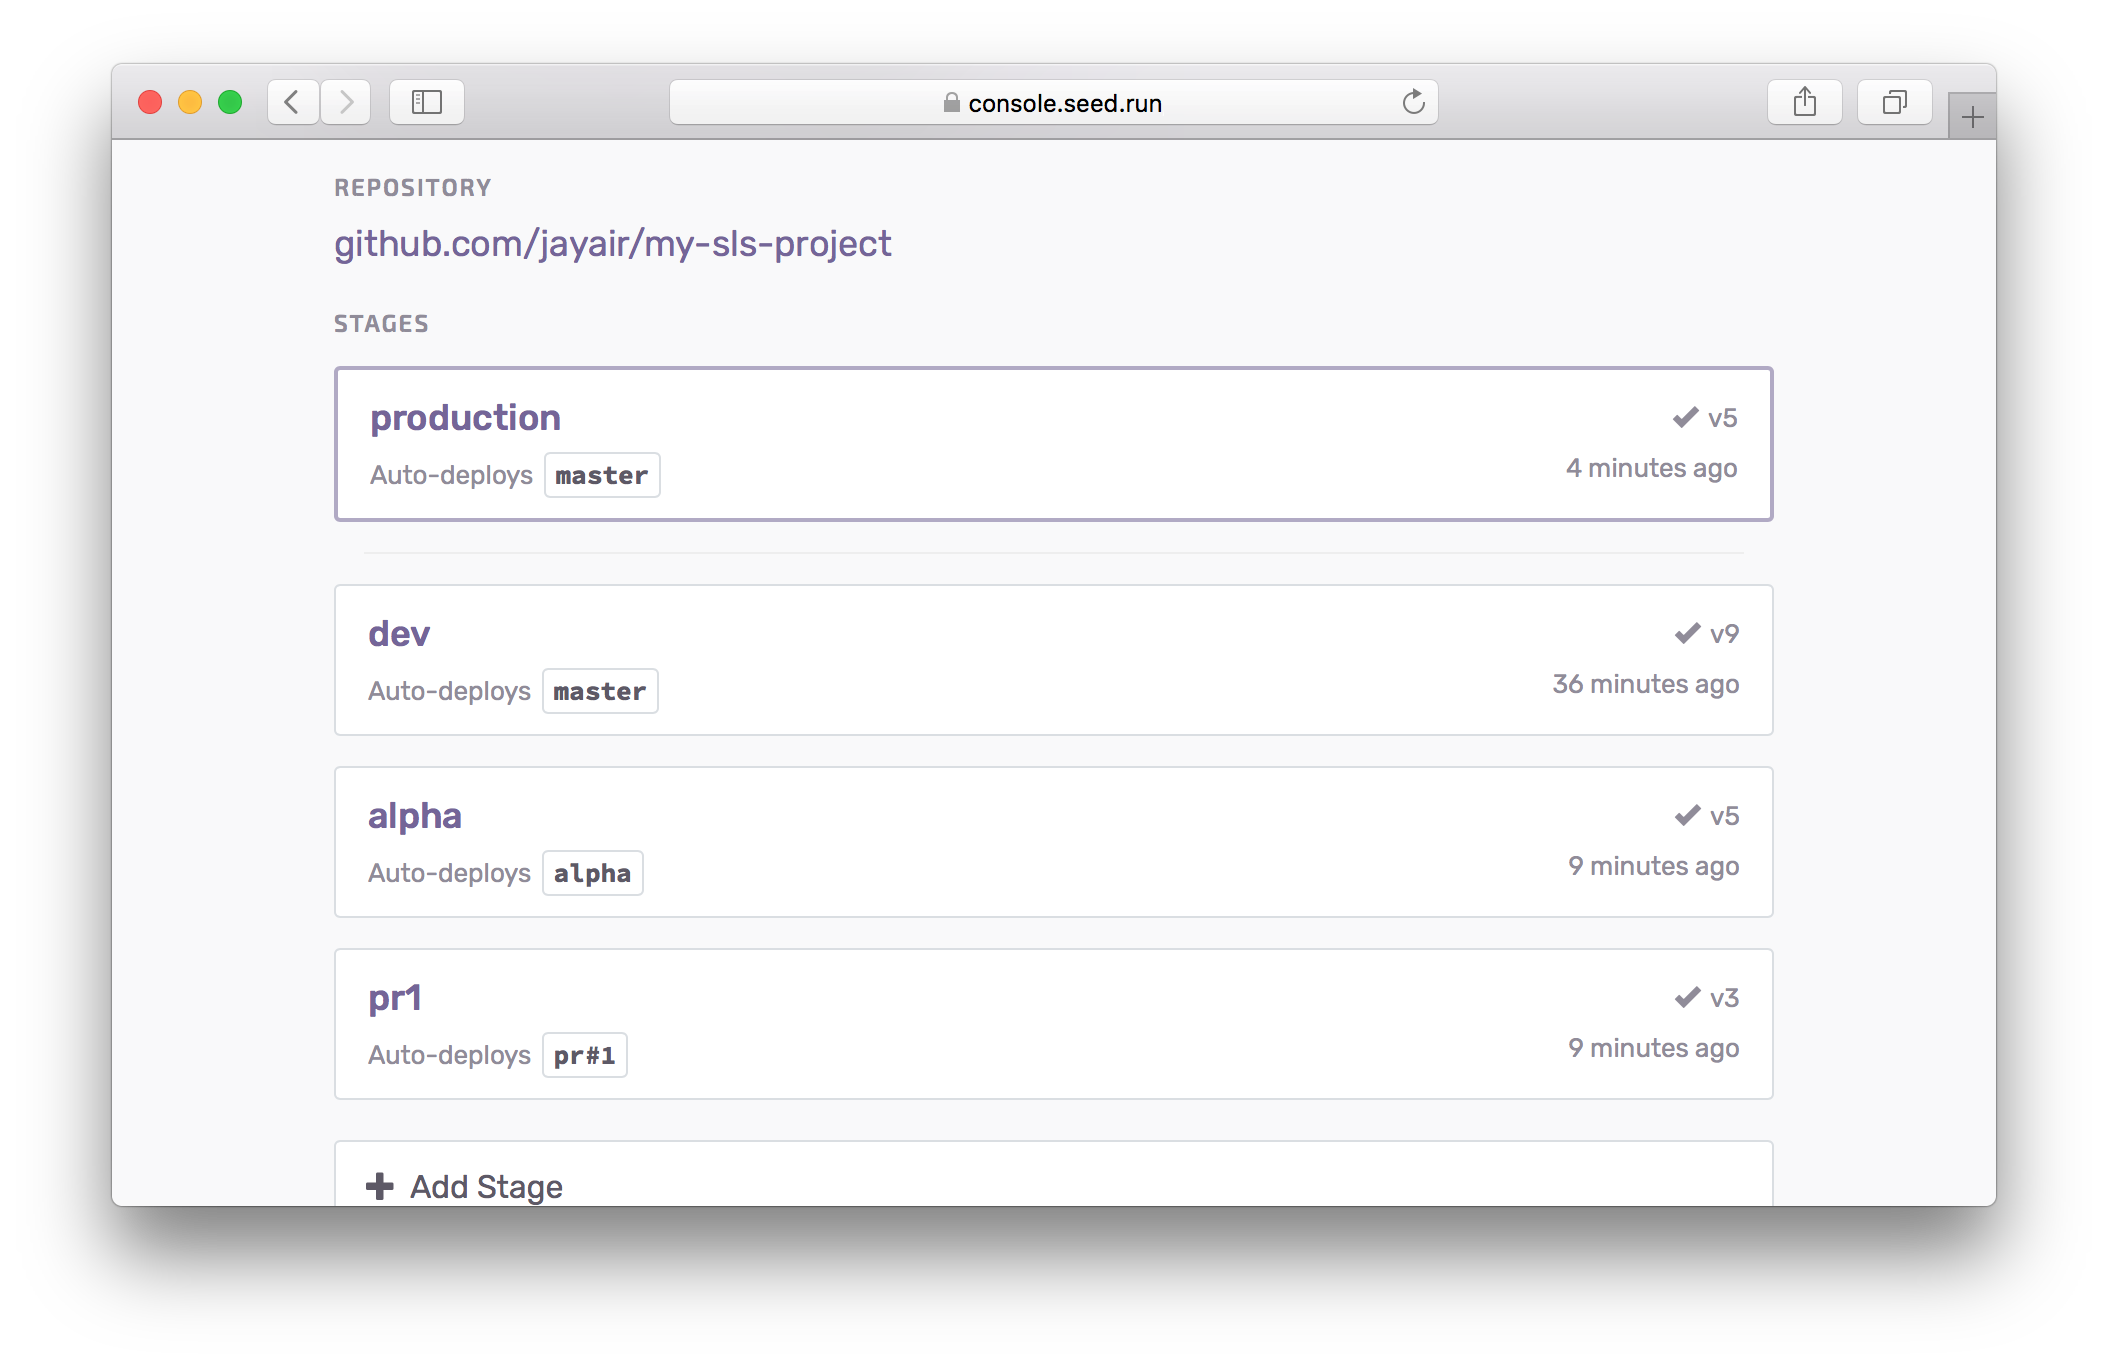 console.seed.run
REPOSITORY
github.com/jayair/my-sls-project
STAGES
production
v5
Auto-deploys master
4 minutes ago
dev
v9
Auto-deploys master
36 minutes ago
alpha
v5
Auto-deploys alpha
9 minutes ago
pr1
v3
Auto-deploys pr#1
9 minutes ago
Add Stage